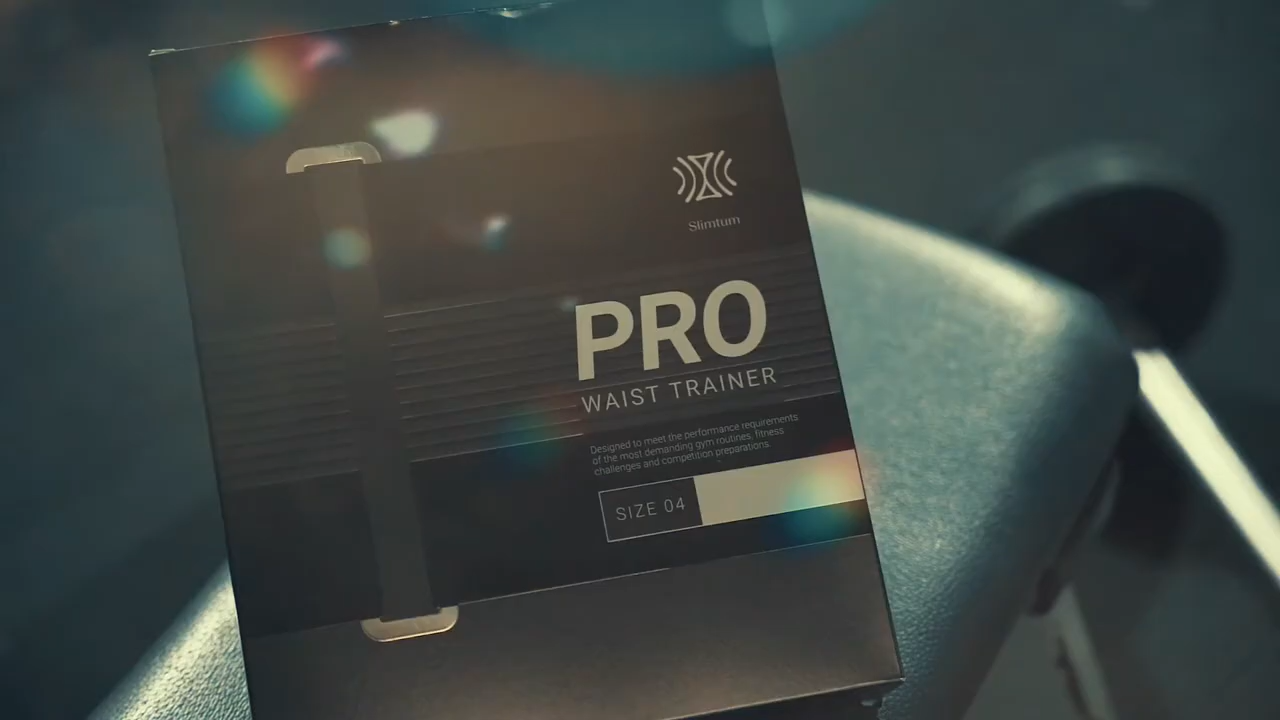 Slimtum
PRO
WAIST TRAINER
Designed to meet the performance requirements
of the most demanding gym routines, fitness
challenges and competition preparations.
SIZE 04